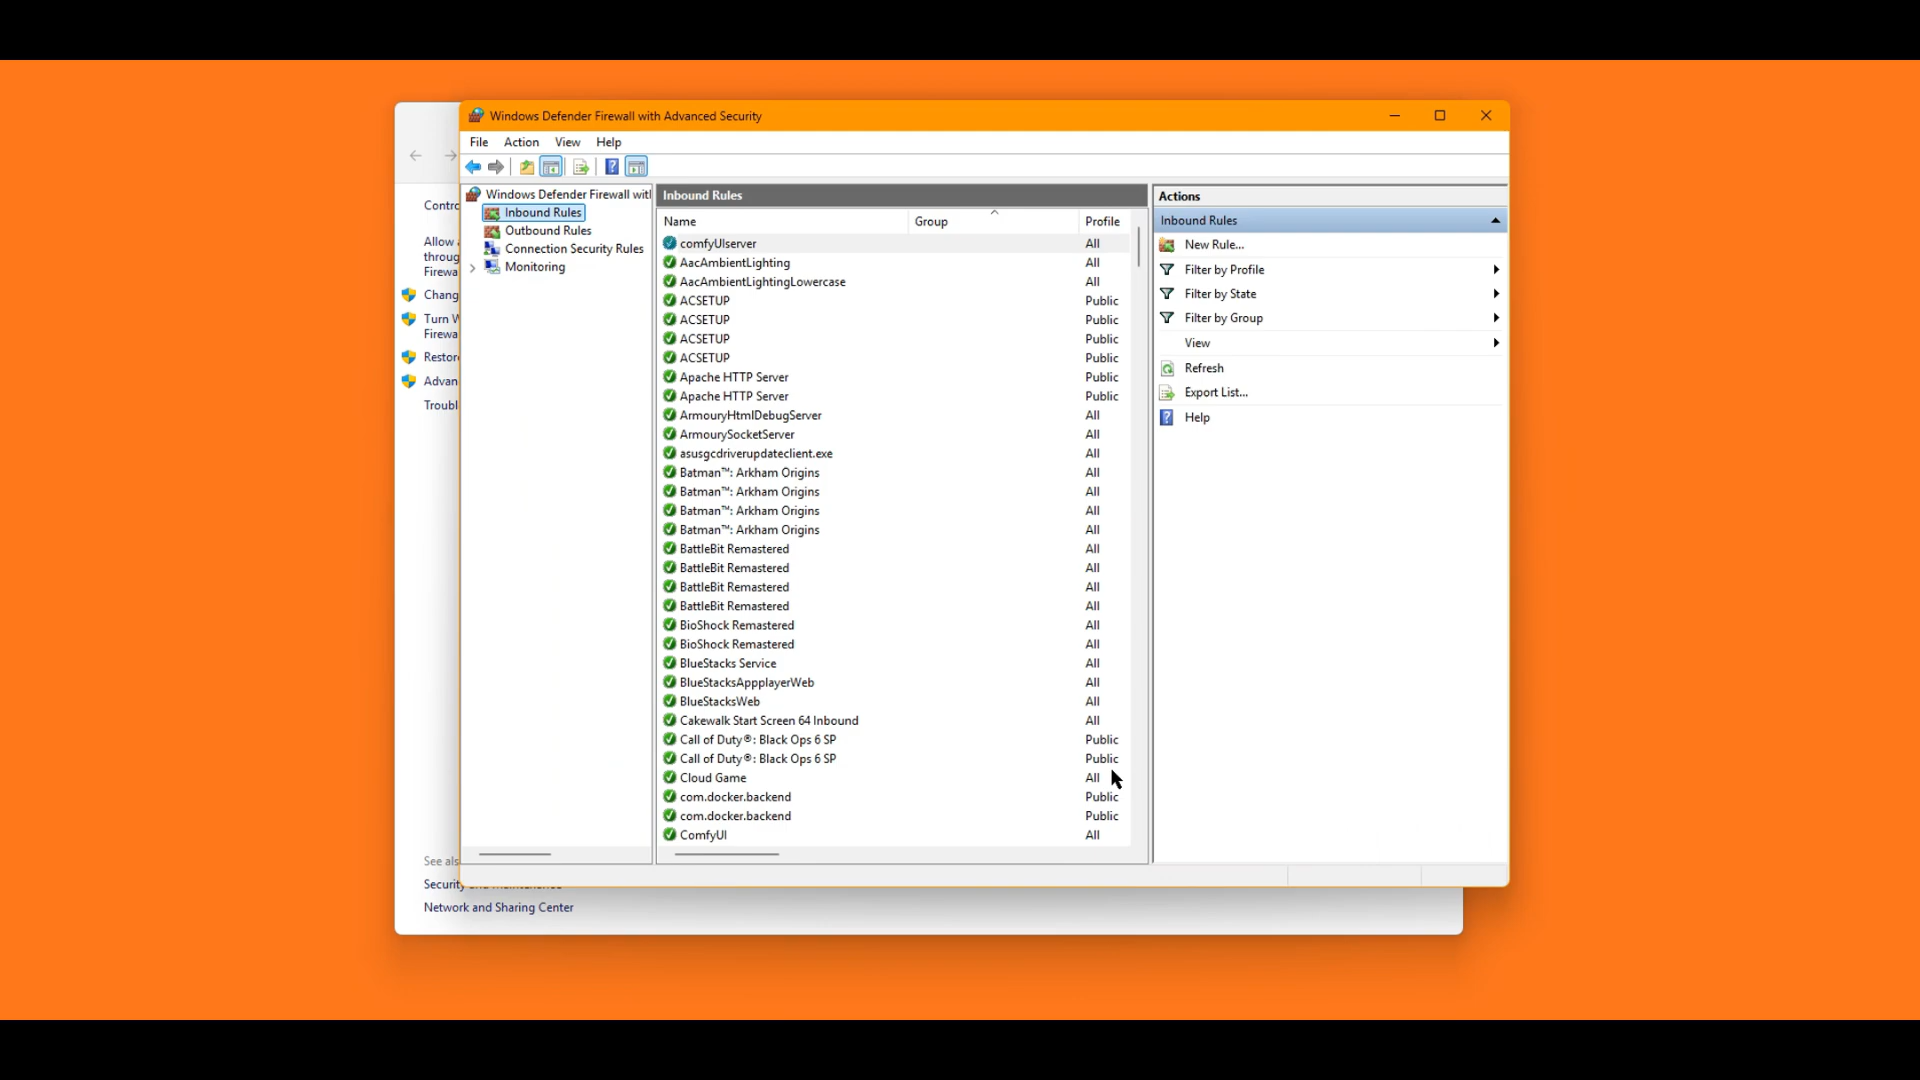 Windows Defender Firewall with Advanced Security
File Action View Help
Windows Defender Firewall wit
Inbound Rules
Outbound Rules
Connection Security Rules
Monitoring
Inbound Rules
Name Group Profile
comfyUIserver All
AacAmbientLighting All
AacAmbientLightingLowercase All
ACSETUP Public
ACSETUP Public
ACSETUP Public
ACSETUP Public
Apache HTTP Server Public
Apache HTTP Server Public
ArmouryHtmlDebugServer All
ArmourySocketServer All
asusgcdriverupdateclient.exe All
Batman™: Arkham Origins All
Batman™: Arkham Origins All
Batman™: Arkham Origins All
Batman™: Arkham Origins All
BattleBit Remastered All
BattleBit Remastered All
BattleBit Remastered All
BattleBit Remastered All
BioShock Remastered All
BioShock Remastered All
BlueStacks Service All
BlueStacksAppplayerWeb All
BlueStacksWeb All
Cakewalk Start Screen 64 Inbound All
Call of Duty®: Black Ops 6 SP Public
Call of Duty®: Black Ops 6 SP Public
Cloud Game All
com.docker.backend Public
com.docker.backend Public
ComfyUI All
Actions
Inbound Rules
New Rule...
Filter by Profile
Filter by State
Filter by Group
View
Refresh
Export List...
Help
Contro
Allow
throug
Firewa
Chang
Turn W
Firewa
Restor
Advan
Troubl
See als
Security
Network and Sharing Center